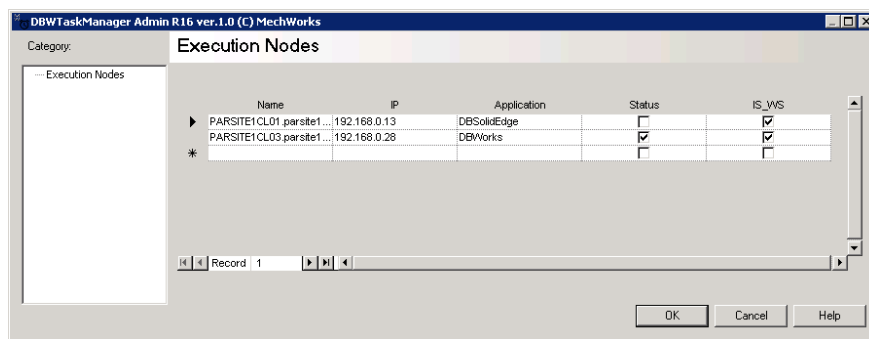 DBWTaskManager Admin R16 ver.1.0 (C) MechWorks
Category:
Execution Nodes
Execution Nodes
Name IP Application Status IS_WS
PARSITE1CL01.parsite1... 192.168.0.13 DBSolidEdge
PARSITE1CL03.parsite1... 192.168.0.28 DBWorks
Record 1
OK Cancel Help